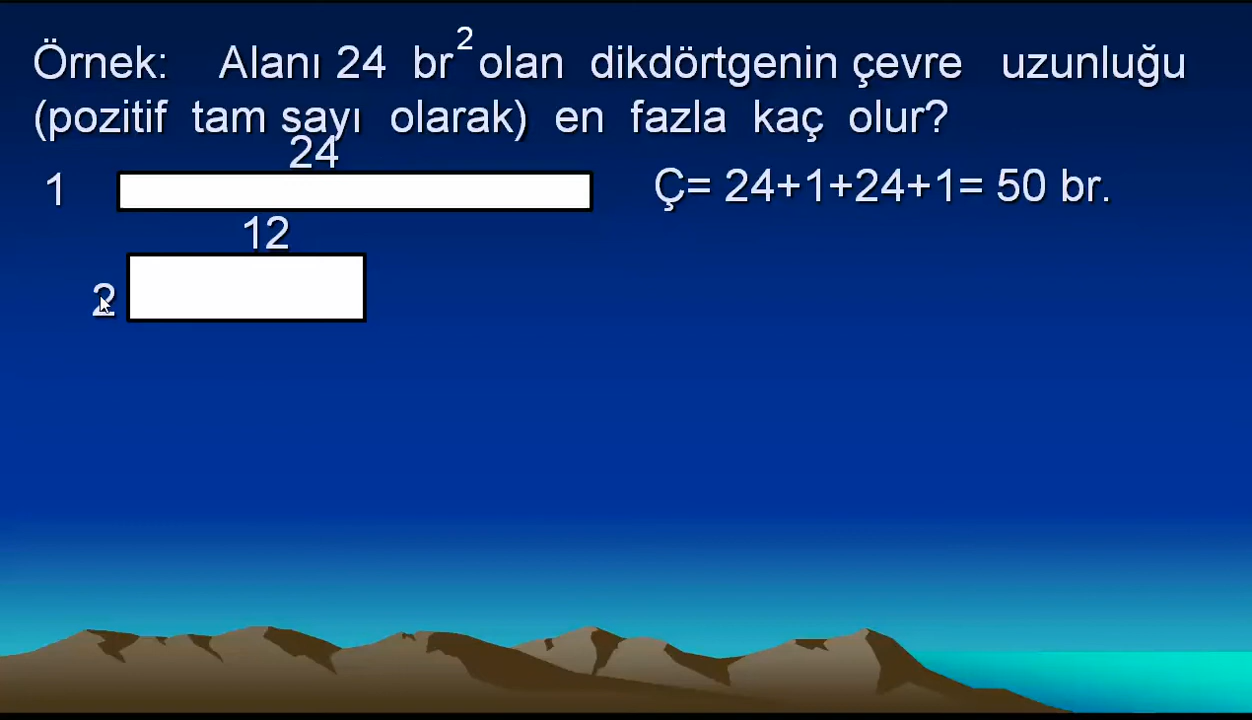 Örnek: Alanı 24 br² olan dikdörtgenin çevre uzunluğu
(pozitif tam sayı olarak) en fazla kaç olur?
24
1
Ç= 24+1+24+1= 50 br.
12
2